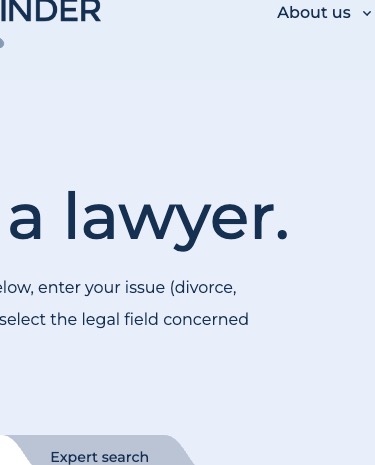 INDER
About us
a lawyer.
elow, enter your issue (divorce,
select the legal field concerned
Expert search